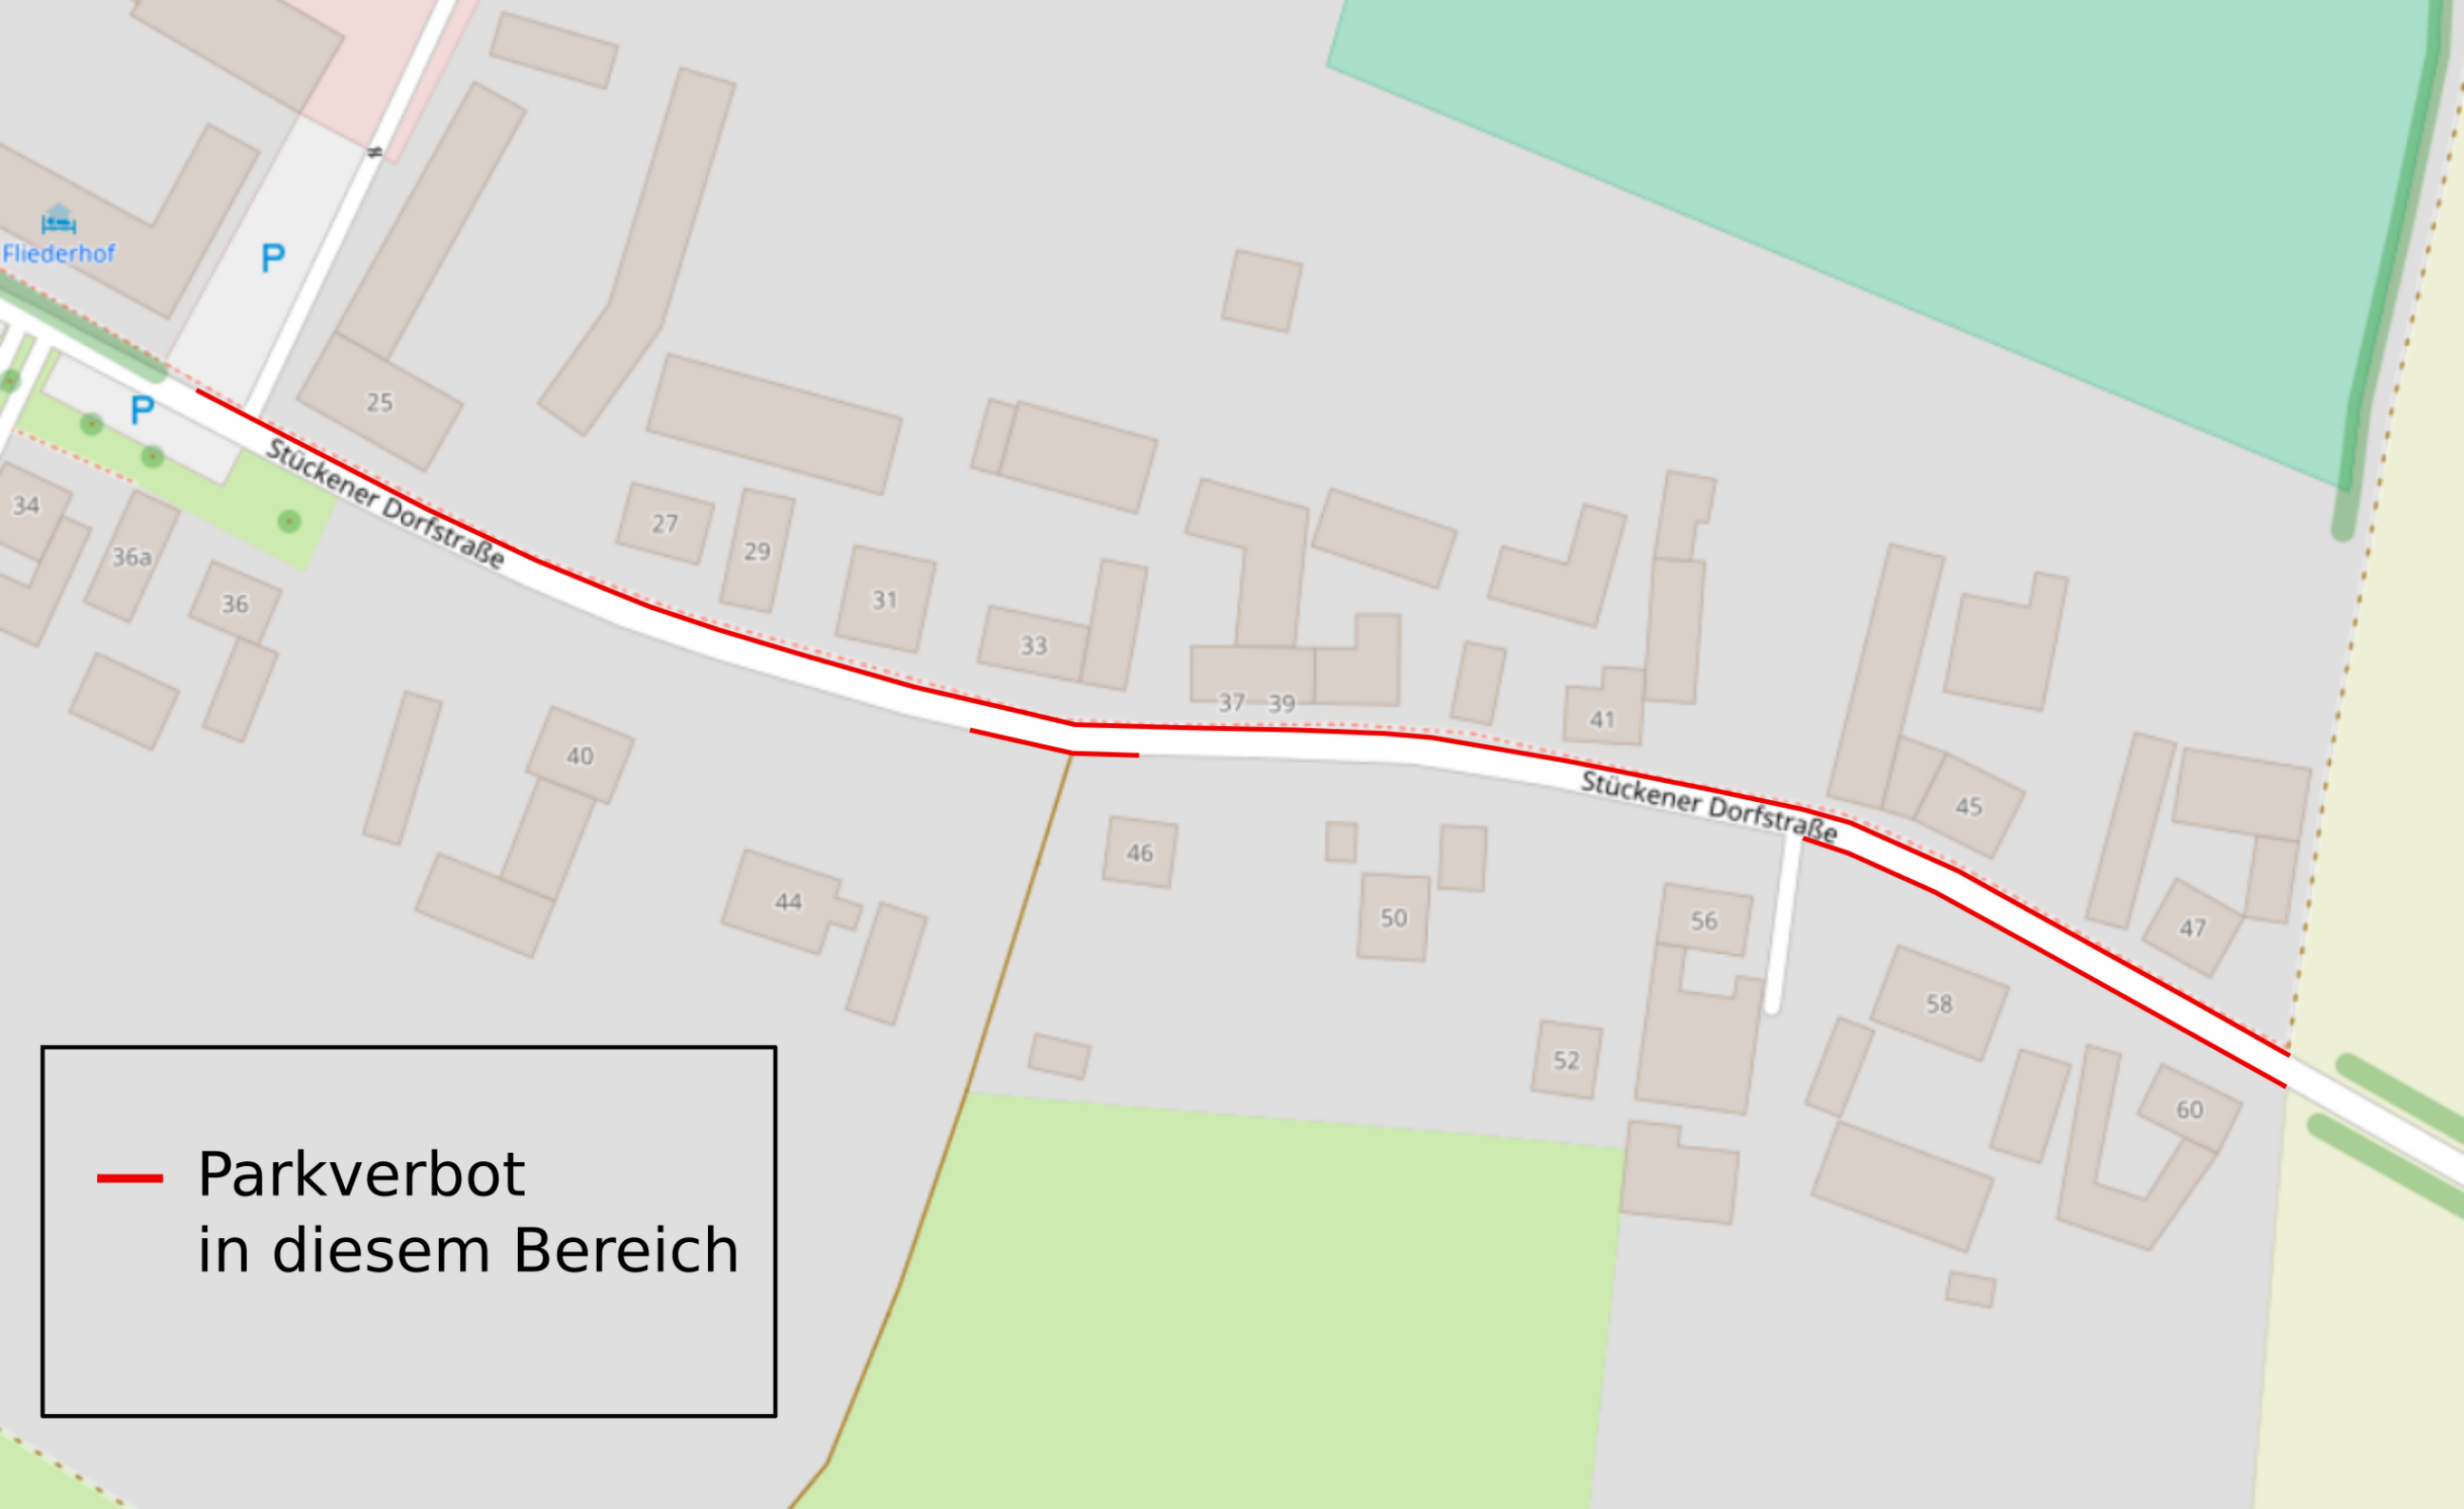 Fliederhof
P
P
25
Stückener Dorfstraße
34
36a
36
27
29
31
33
37
39
41
40
44
46
50
Stückener Dorfstraße
45
56
47
58
52
60
Parkverbot
in diesem Bereich